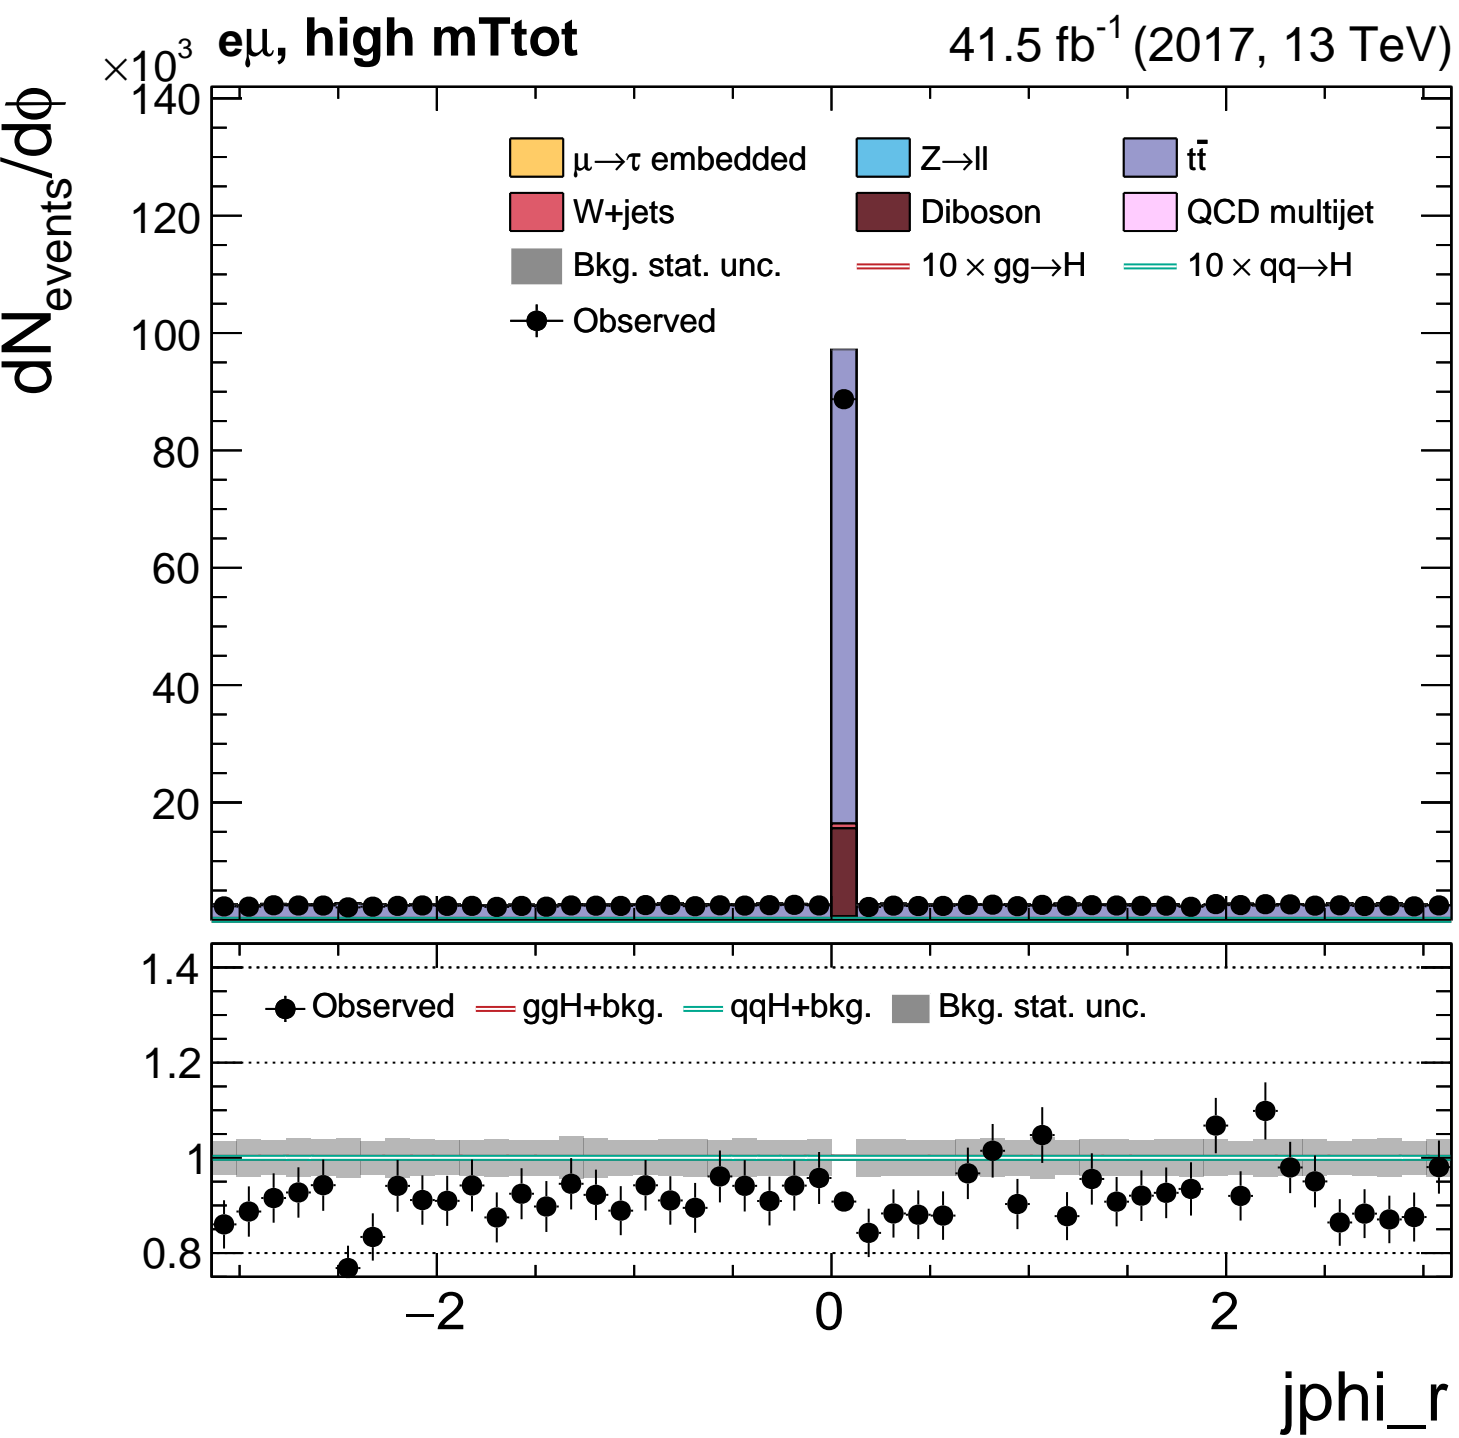 eμ, high mTtot 41.5 fb⁻¹ (2017, 13 TeV)
×10³
dN_events/dϕ
140
120
100
80
60
40
20
μ→τ embedded Z→ll tt̄
W+jets Diboson QCD multijet
Bkg. stat. unc. 10 × gg→H 10 × qq→H
Observed
1.4
1.2
1
0.8
Observed ggH+bkg. qqH+bkg. Bkg. stat. unc.
−2 0 2
jphi_r